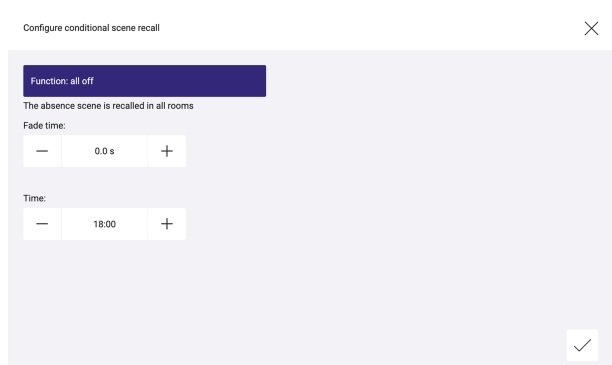 Configure conditional scene recall
Function: all off
The absence scene is recalled in all rooms
Fade time:
0.0 s
Time:
18:00